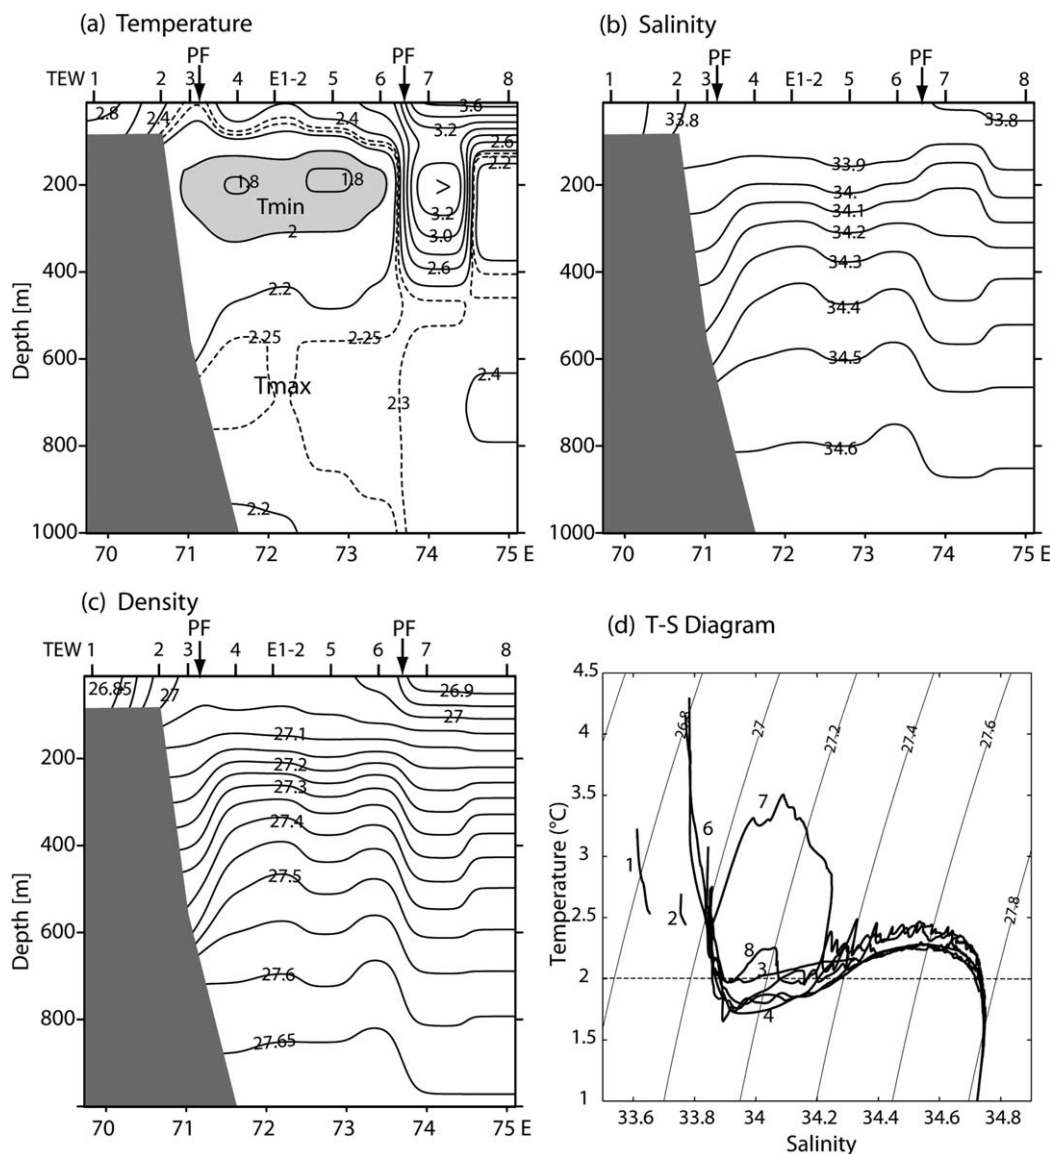 (a) Temperature
PF PF
TEW 1 2 3 4 E1-2 5 6 7 8
2.8 2.4 2.4 3.6
3.2
2.6
2.2
1.8 1.8 >
Tmin
2
3.2
3.0
2.6
2.2
2.25 2.25
Tmax
2.3
2.4
2.2
200
400
600
800
1000
Depth [m]
70 71 72 73 74 75 E
(b) Salinity
PF PF
1 2 3 4 E1-2 5 6 7 8
33.8 33.8
33.9
34.
34.1
34.2
34.3
34.4
34.5
34.6
200
400
600
800
1000
70 71 72 73 74 75 E
(c) Density
PF PF
TEW 1 2 3 4 E1-2 5 6 7 8
26.85 27 26.9
27
27.1
27.2
27.3
27.4
27.5
27.6
27.65
200
400
600
800
Depth [m]
70 71 72 73 74 75 E
(d) T-S Diagram
4.5
4
3.5
3
2.5
2
1.5
1
Temperature (°C)
26.8 27 27.2 27.4 27.6
27.8
7
6
1
2
8
3
4
33.6 33.8 34 34.2 34.4 34.6 34.8
Salinity